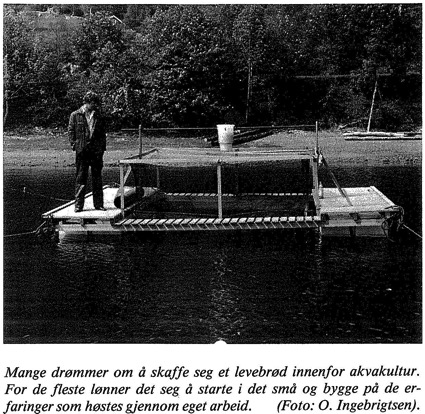 Mange drømmer om å skaffe seg et levebrød innenfor akvakultur.
For de fleste lønner det seg å starte i det små og bygge på de er-
faringer som høstes gjennom eget arbeid. (Foto: O. Ingebrigtsen).